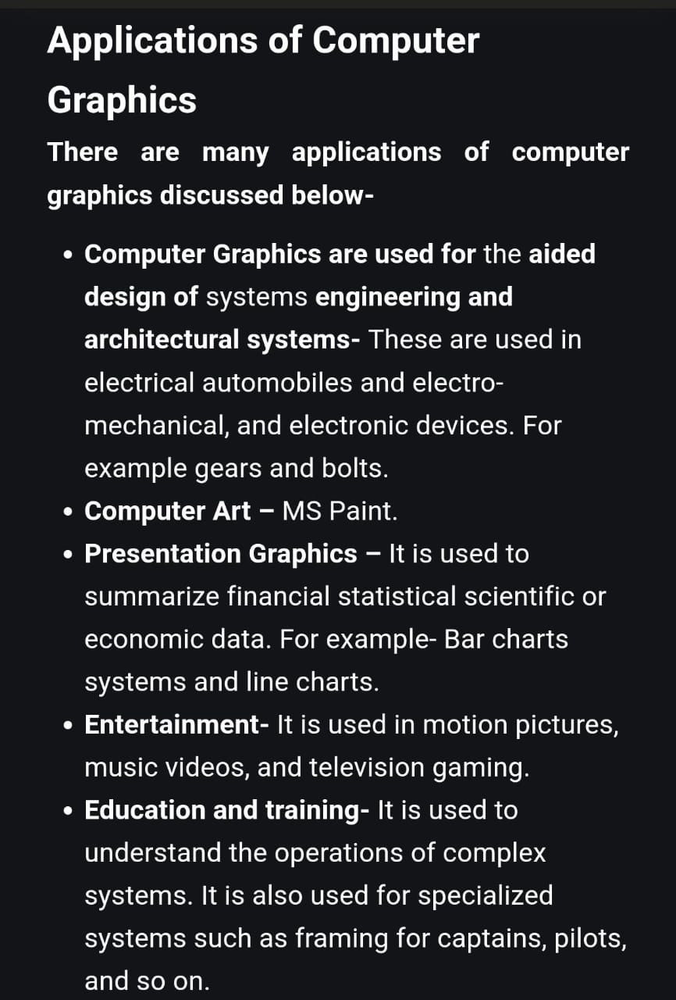 Applications of Computer
Graphics
There are many applications of computer
graphics discussed below-
• Computer Graphics are used for the aided
design of systems engineering and
architectural systems- These are used in
electrical automobiles and electro-
mechanical, and electronic devices. For
example gears and bolts.
• Computer Art – MS Paint.
• Presentation Graphics – It is used to
summarize financial statistical scientific or
economic data. For example- Bar charts
systems and line charts.
• Entertainment- It is used in motion pictures,
music videos, and television gaming.
• Education and training- It is used to
understand the operations of complex
systems. It is also used for specialized
systems such as framing for captains, pilots,
and so on.